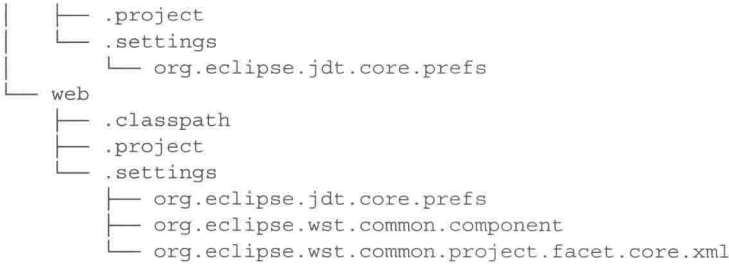 │   ├── .project
│   └── .settings
│       └── org.eclipse.jdt.core.prefs
└── web
    ├── .classpath
    ├── .project
    └── .settings
        ├── org.eclipse.jdt.core.prefs
        ├── org.eclipse.wst.common.component
        └── org.eclipse.wst.common.project.facet.core.xml